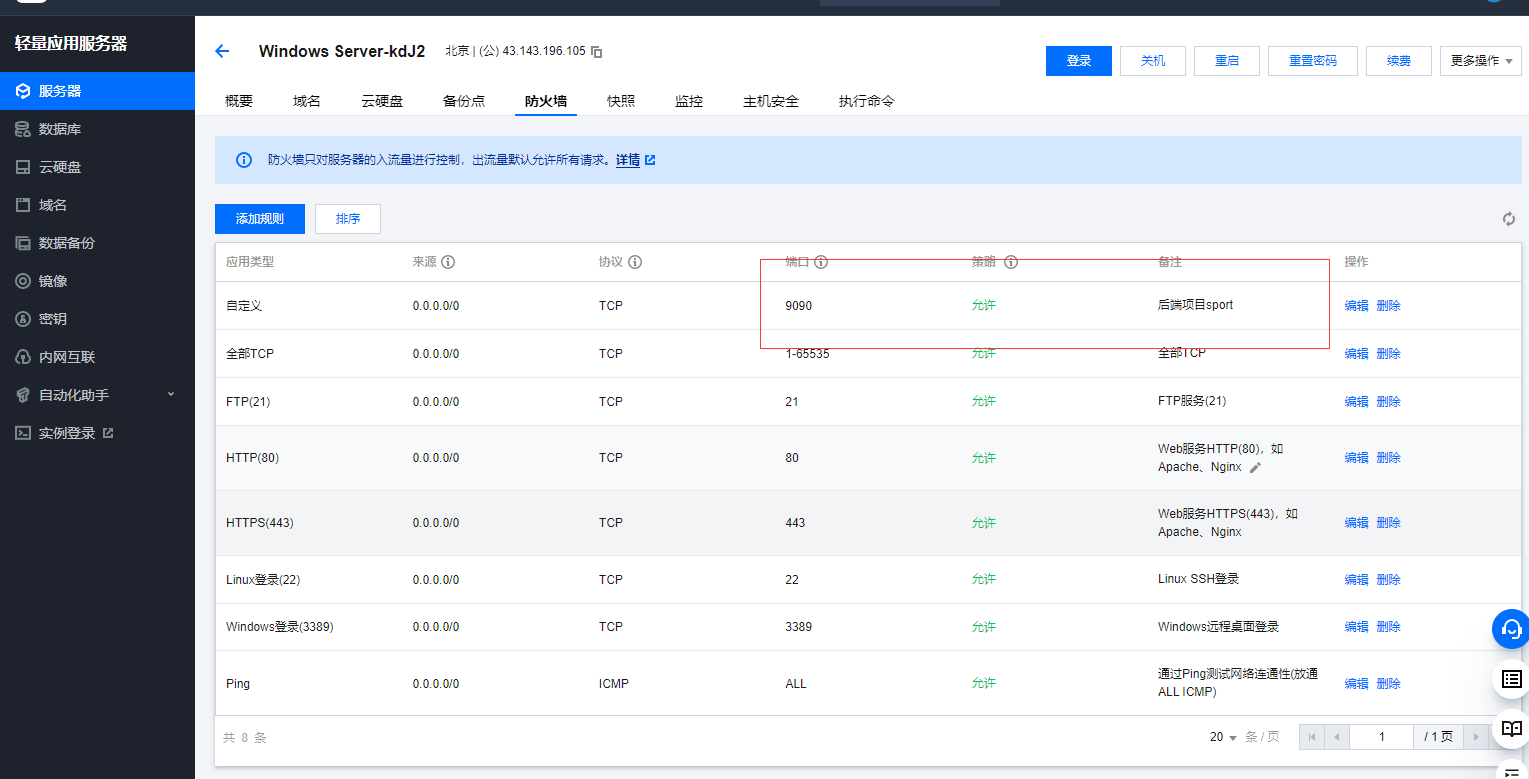 轻量应用服务器
服务器
数据库
云硬盘
域名
数据备份
镜像
密钥
内网互联
自动化助手
实例登录
Windows Server-kdJ2 北京 | (公) 43.143.196.105
登录 关机 重启 重置密码 续费 更多操作
概要 域名 云硬盘 备份点 防火墙 快照 监控 主机安全 执行命令
防火墙只对服务器的入流量进行控制，出流量默认允许所有请求。详情
添加规则 排序
应用类型 来源 协议 端口 策略 备注 操作
自定义 0.0.0.0/0 TCP 9090 允许 后端项目sport 编辑 删除
全部TCP 0.0.0.0/0 TCP 1-65535 允许 全部TCP 编辑 删除
FTP(21) 0.0.0.0/0 TCP 21 允许 FTP服务(21) 编辑 删除
HTTP(80) 0.0.0.0/0 TCP 80 允许 Web服务HTTP(80)，如
Apache、Nginx 编辑 删除
HTTPS(443) 0.0.0.0/0 TCP 443 允许 Web服务HTTPS(443)，如
Apache、Nginx 编辑 删除
Linux登录(22) 0.0.0.0/0 TCP 22 允许 Linux SSH登录 编辑 删除
Windows登录(3389) 0.0.0.0/0 TCP 3389 允许 Windows远程桌面登录 编辑 删除
Ping 0.0.0.0/0 ICMP ALL 允许 通过Ping测试网络连通性(放通
ALL ICMP) 编辑 删除
共 8 条 20 条 / 页 1 / 1 页